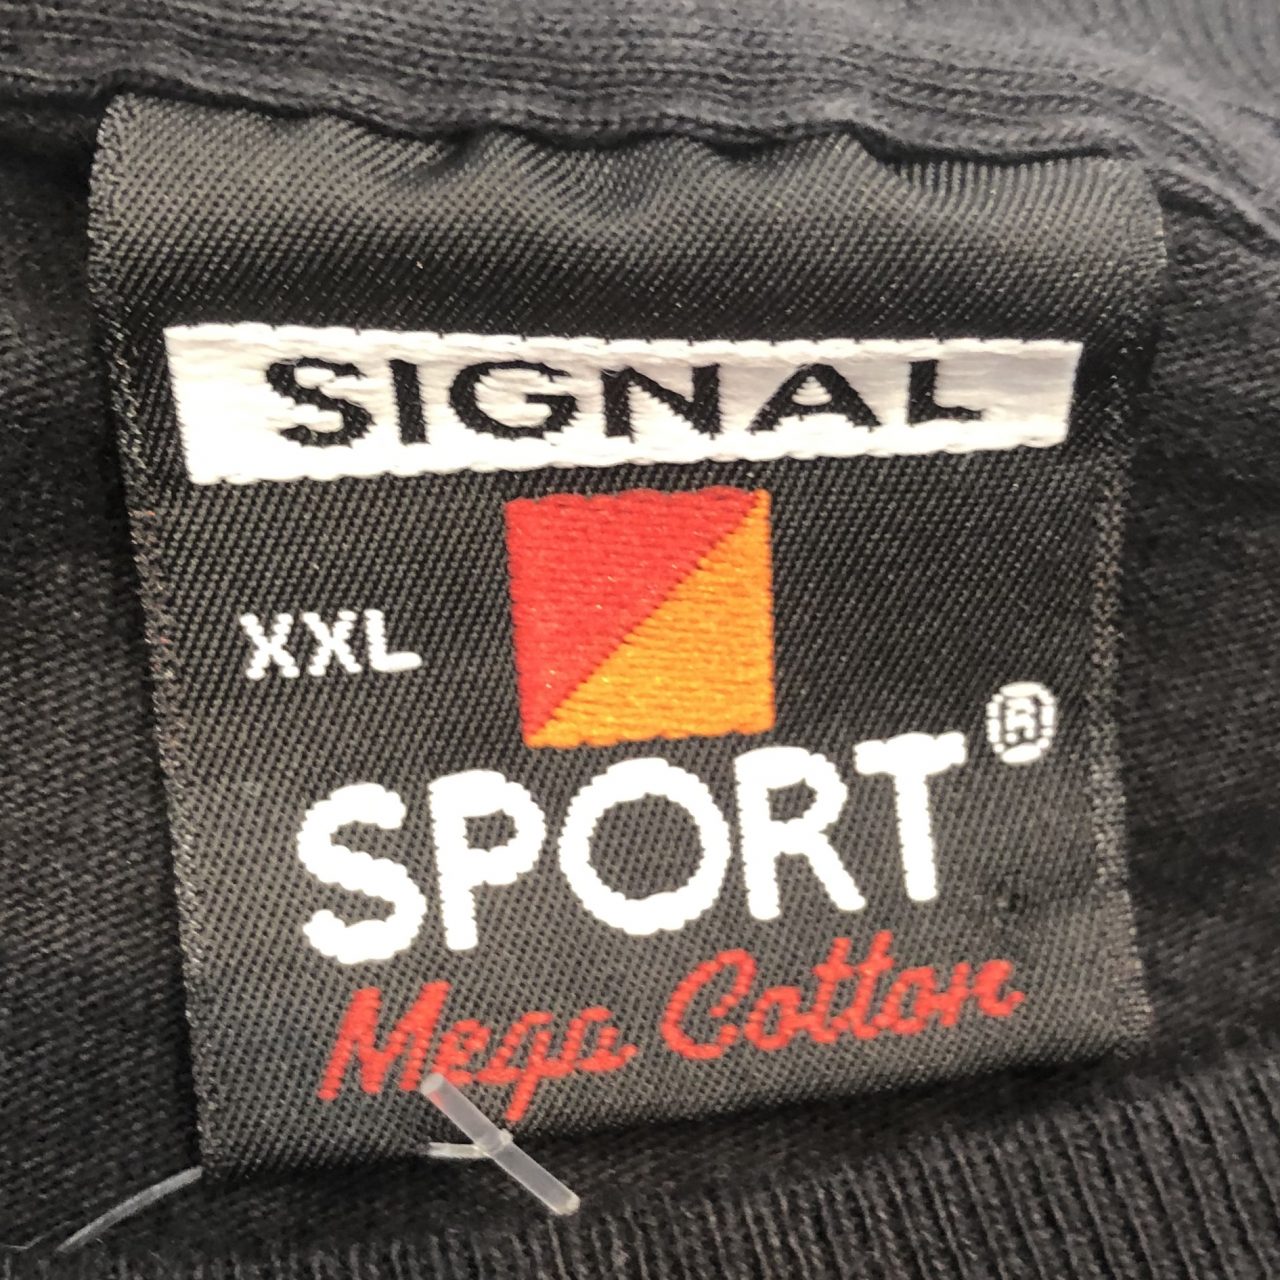 SIGNAL
XXL
SPORT®
Mega Cotton